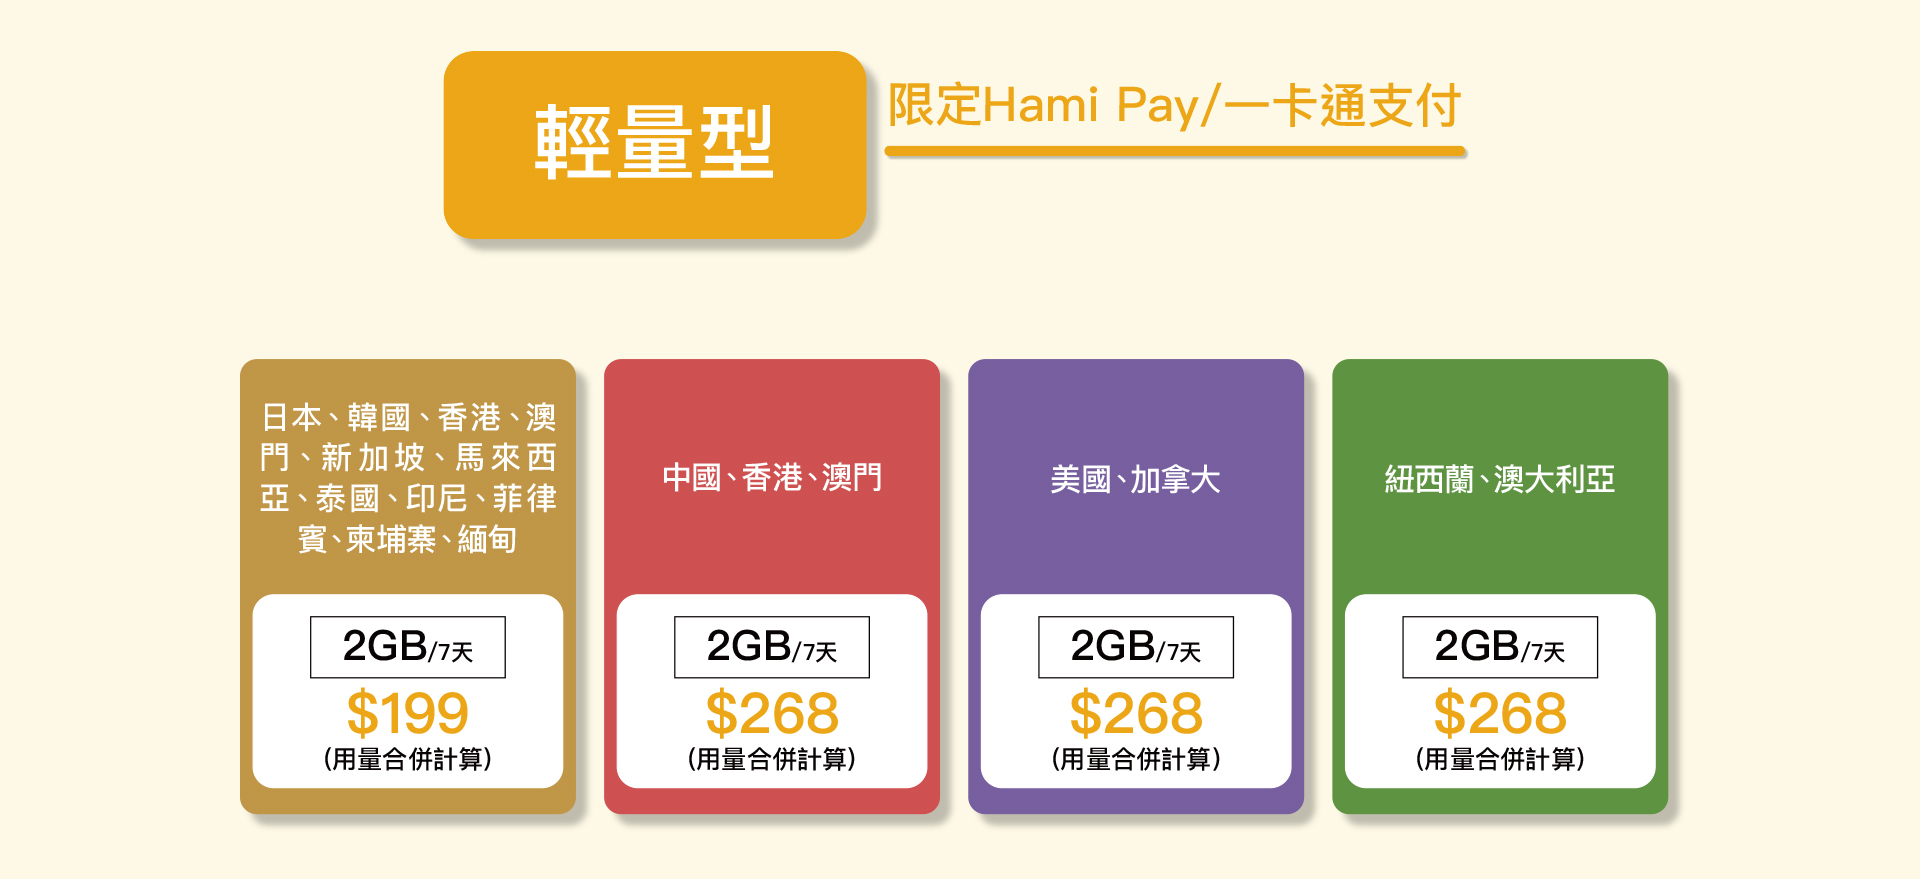 輕量型
限定Hami Pay/一卡通支付
日本、韓國、香港、澳
門、新加坡、馬來西
亞、泰國、印尼、菲律
賓、柬埔寨、緬甸
2GB/7天
$199
(用量合併計算)
中國、香港、澳門
2GB/7天
$268
(用量合併計算)
美國、加拿大
2GB/7天
$268
(用量合併計算)
紐西蘭、澳大利亞
2GB/7天
$268
(用量合併計算)